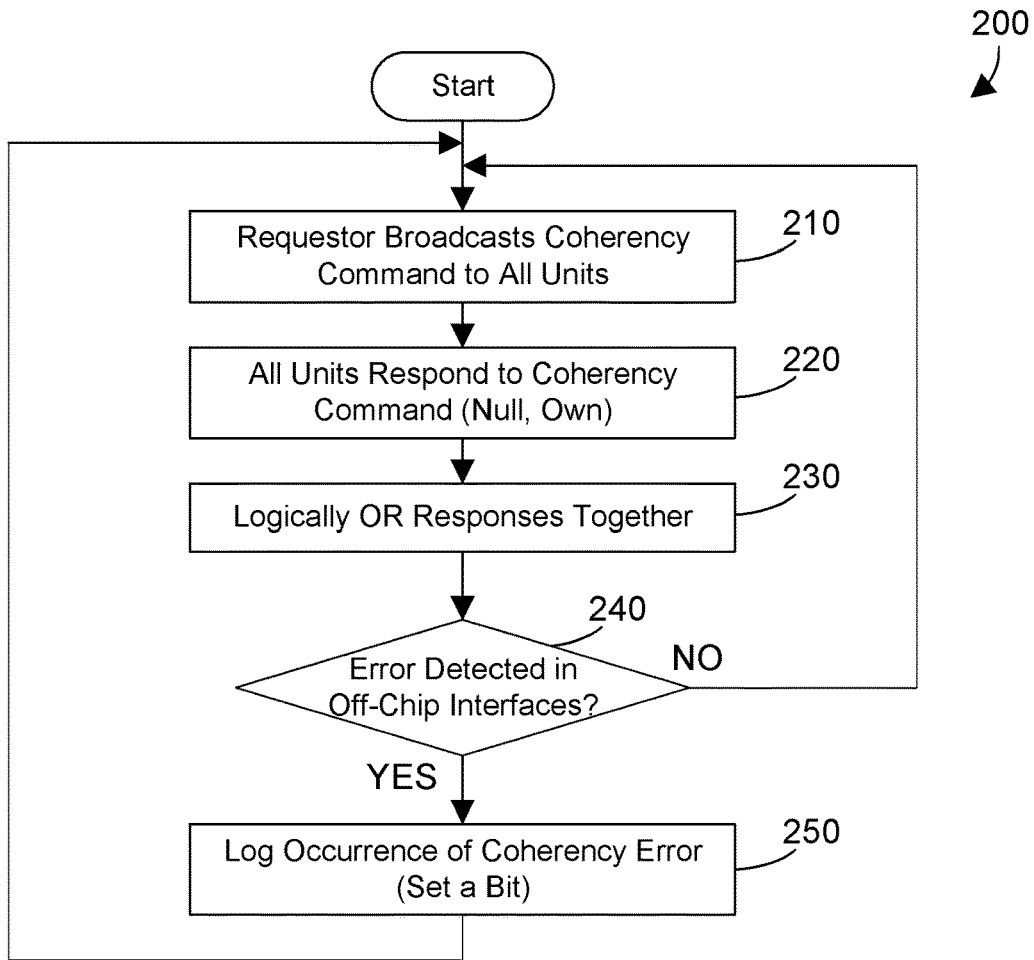 200
Start
Requestor Broadcasts Coherency
Command to All Units
210
All Units Respond to Coherency
Command (Null, Own)
220
Logically OR Responses Together
230
Error Detected in
Off-Chip Interfaces?
240
NO
YES
Log Occurrence of Coherency Error
(Set a Bit)
250